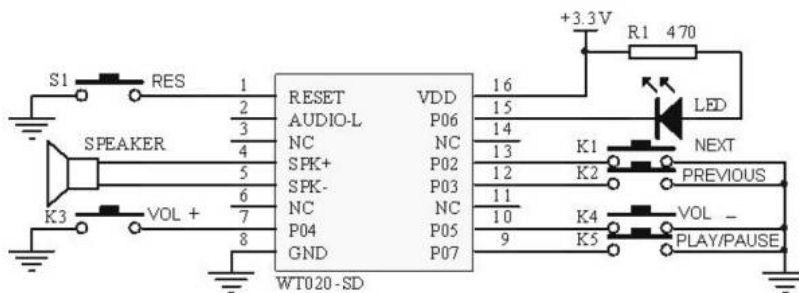 +3.3V
R1 470
S1 RES
1 RESET VDD 16
2 AUDIO-L P06 15
LED
3 NC NC 14
SPEAKER
4 SPK+ P02 13 K1 NEXT
5 SPK- P03 12 K2 PREVIOUS
6 NC NC 11
K3 VOL +
7 P04 P05 10 K4 VOL -
8 GND P07 9 K5 PLAY/PAUSE
WT020-SD